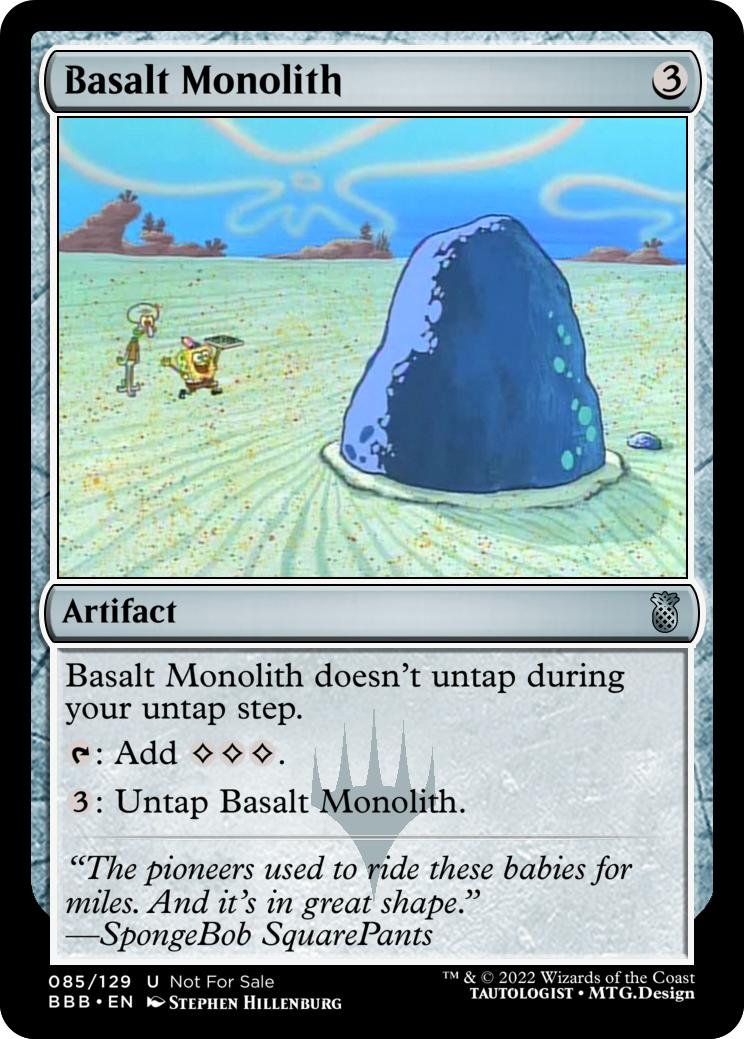 Basalt Monolith
3
Artifact
Basalt Monolith doesn't untap during
your untap step.
: Add .
3: Untap Basalt Monolith.
“The pioneers used to ride these babies for
miles. And it's in great shape.”
—SpongeBob SquarePants
085/129 U Not For Sale
BBB • EN Stephen Hillenburg
™ & © 2022 Wizards of the Coast
TAUTOLOGIST • MTG.Design